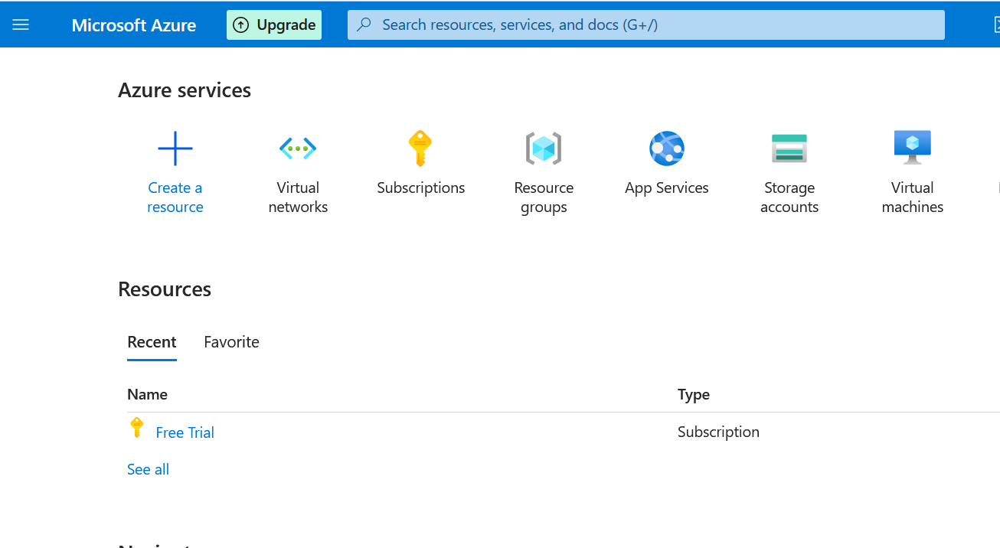 Microsoft Azure
Upgrade
Search resources, services, and docs (G+/)
Azure services
Create a
resource
Virtual
networks
Subscriptions
Resource
groups
App Services
Storage
accounts
Virtual
machines
Resources
Recent
Favorite
Name
Type
Free Trial
Subscription
See all